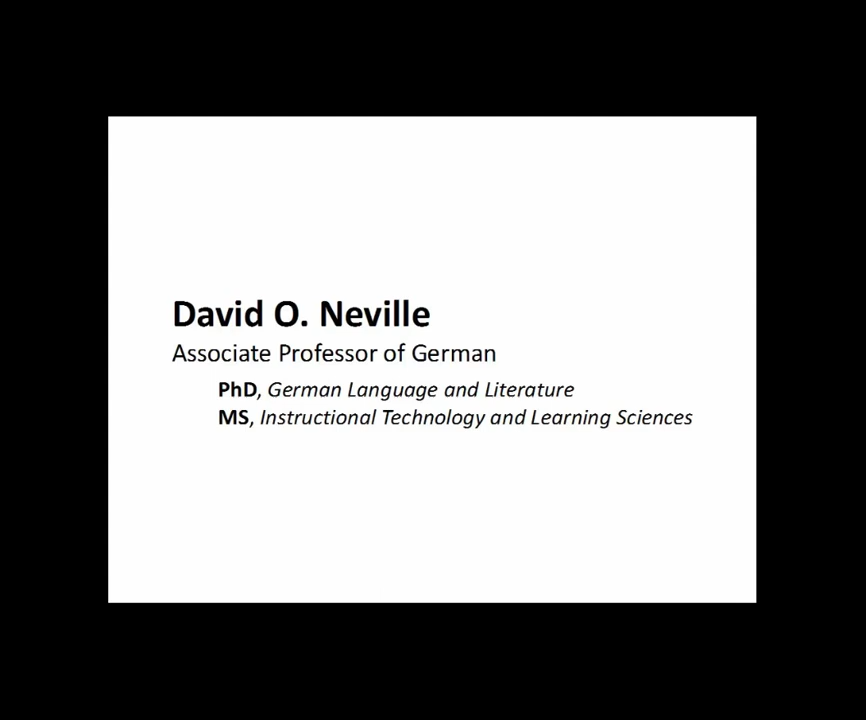 David O. Neville
Associate Professor of German
PhD, German Language and Literature
MS, Instructional Technology and Learning Sciences